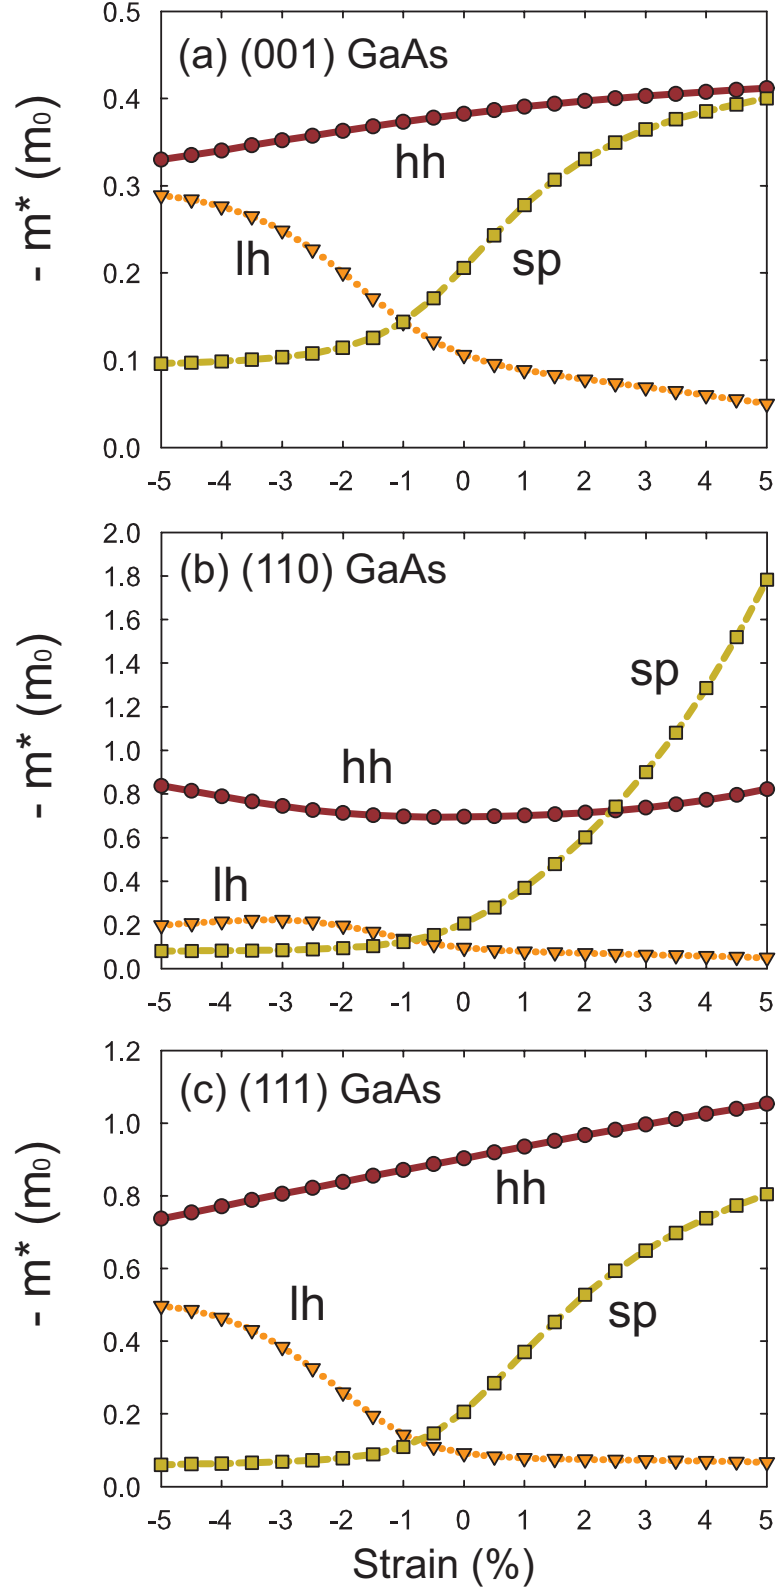 (a) (001) GaAs
- m* (m₀)
0.5
0.4
0.3
0.2
0.1
0.0
hh
lh
sp
-5 -4 -3 -2 -1 0 1 2 3 4 5
(b) (110) GaAs
- m* (m₀)
2.0
1.8
1.6
1.4
1.2
1.0
0.8
0.6
0.4
0.2
0.0
sp
hh
lh
-5 -4 -3 -2 -1 0 1 2 3 4 5
(c) (111) GaAs
- m* (m₀)
1.2
1.0
0.8
0.6
0.4
0.2
0.0
hh
lh
sp
-5 -4 -3 -2 -1 0 1 2 3 4 5
Strain (%)